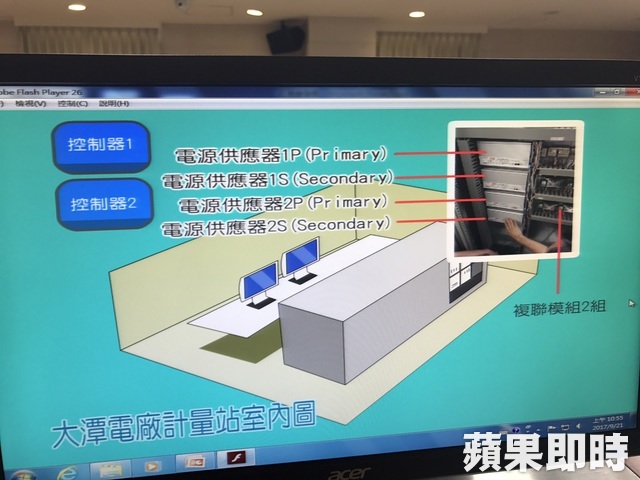 obe Flash Player 26
檢視(V) 控制(C) 說明(H)
控制器1
控制器2
電源供應器1P(Primary)
電源供應器1S(Secondary)
電源供應器2P(Primary)
電源供應器2S(Secondary)
複聯模組2組
大潭電廠計量站室內圖
上午 10:55
2017/9/21
acer
蘋果即時